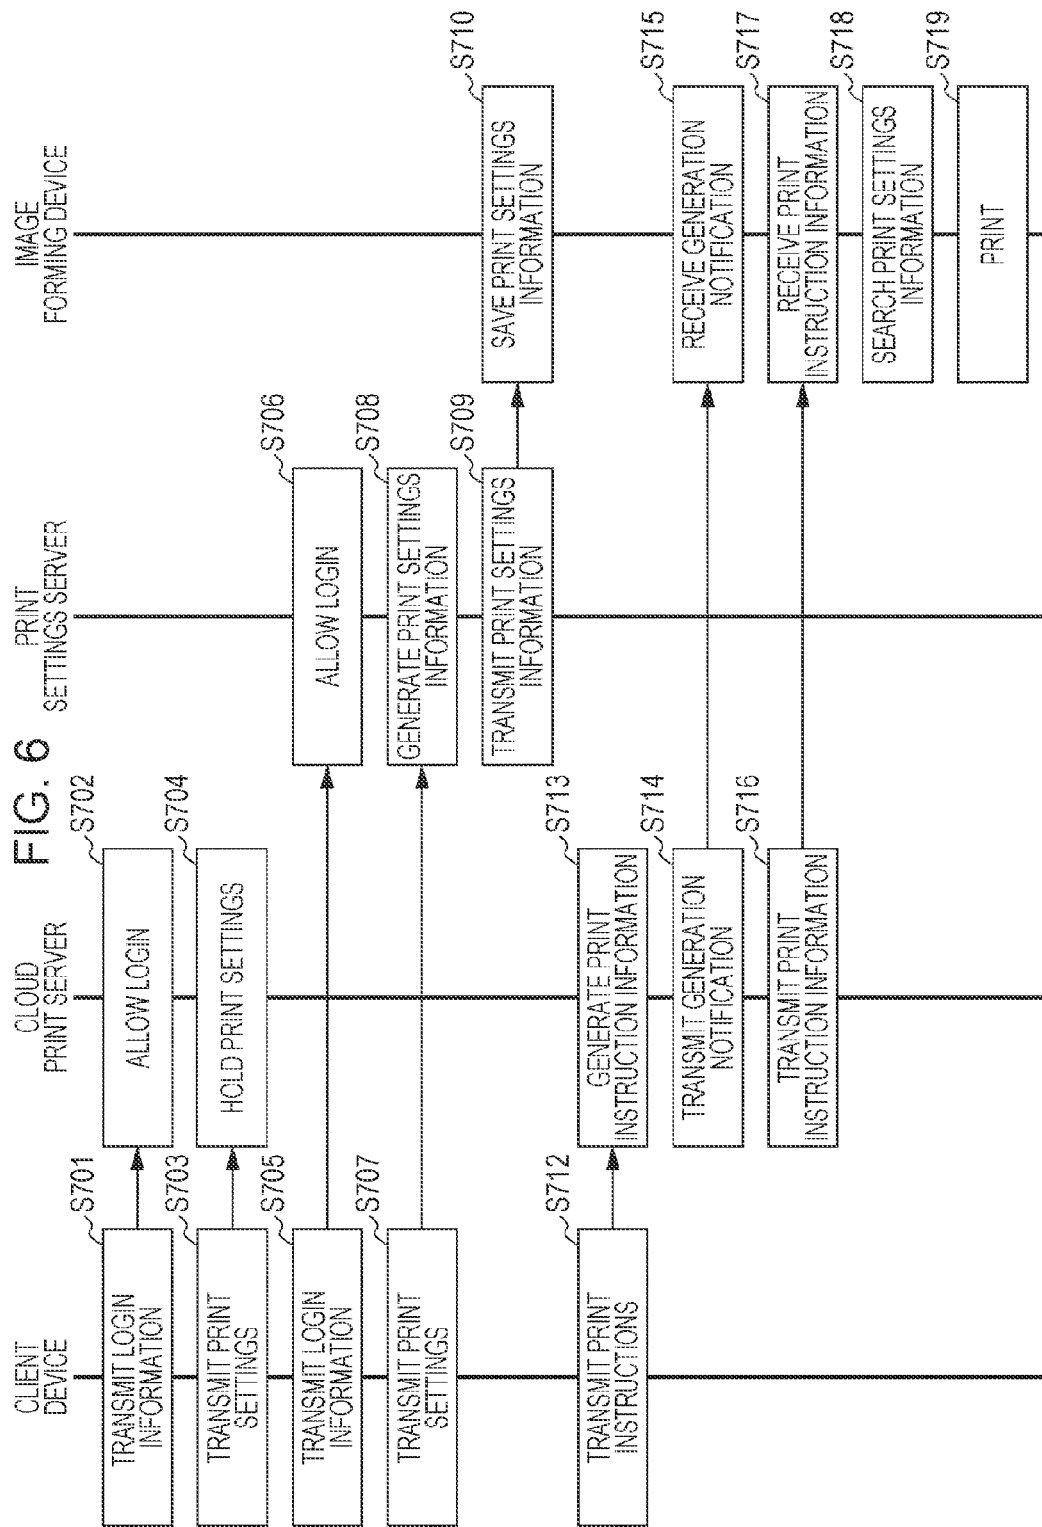 FIG. 6
CLIENT
DEVICE
CLOUD
PRINT SERVER
PRINT
SETTINGS SERVER
IMAGE
FORMING DEVICE
S701
TRANSMIT LOGIN
INFORMATION
S702
ALLOW LOGIN
S703
TRANSMIT PRINT
SETTINGS
S704
HOLD PRINT SETTINGS
S705
TRANSMIT LOGIN
INFORMATION
S706
ALLOW LOGIN
S707
TRANSMIT PRINT
SETTINGS
S708
GENERATE PRINT SETTINGS
INFORMATION
S709
TRANSMIT PRINT SETTINGS
INFORMATION
S710
SAVE PRINT SETTINGS
INFORMATION
S712
TRANSMIT PRINT
INSTRUCTIONS
S713
GENERATE PRINT
INSTRUCTION INFORMATION
S714
TRANSMIT GENERATION
NOTIFICATION
S715
RECEIVE GENERATION
NOTIFICATION
S716
TRANSMIT PRINT
INSTRUCTION INFORMATION
S717
RECEIVE PRINT
INSTRUCTION INFORMATION
S718
SEARCH PRINT SETTINGS
INFORMATION
S719
PRINT